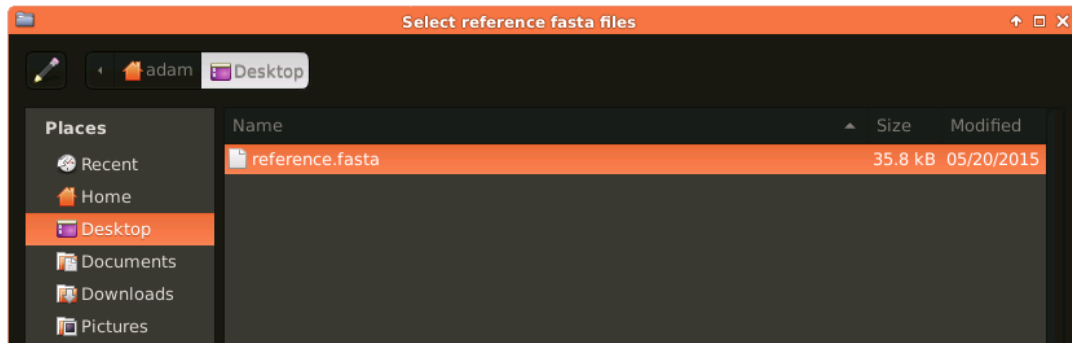 Select reference fasta files
adam Desktop
Places
Recent
Home
Desktop
Documents
Downloads
Pictures
Name Size Modified
reference.fasta 35.8 kB 05/20/2015